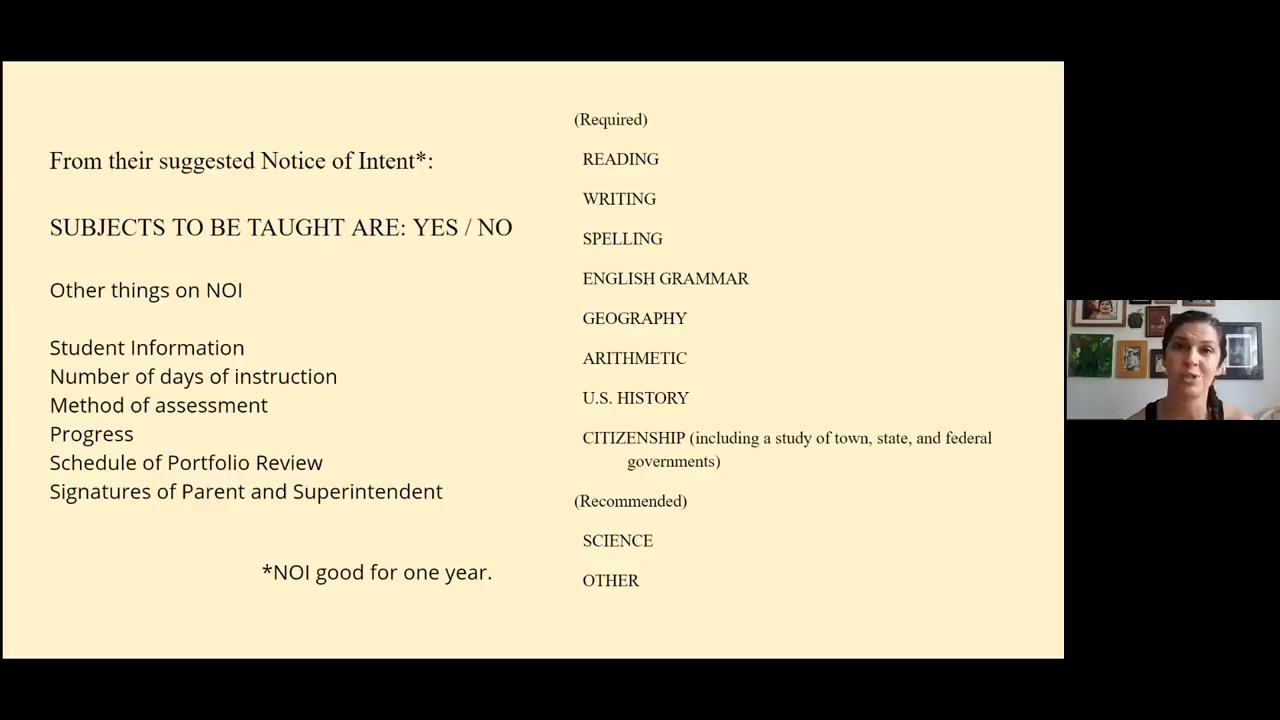 From their suggested Notice of Intent*:
SUBJECTS TO BE TAUGHT ARE: YES / NO
Other things on NOI
Student Information
Number of days of instruction
Method of assessment
Progress
Schedule of Portfolio Review
Signatures of Parent and Superintendent
*NOI good for one year.
(Required)
READING
WRITING
SPELLING
ENGLISH GRAMMAR
GEOGRAPHY
ARITHMETIC
U.S. HISTORY
CITIZENSHIP (including a study of town, state, and federal
governments)
(Recommended)
SCIENCE
OTHER